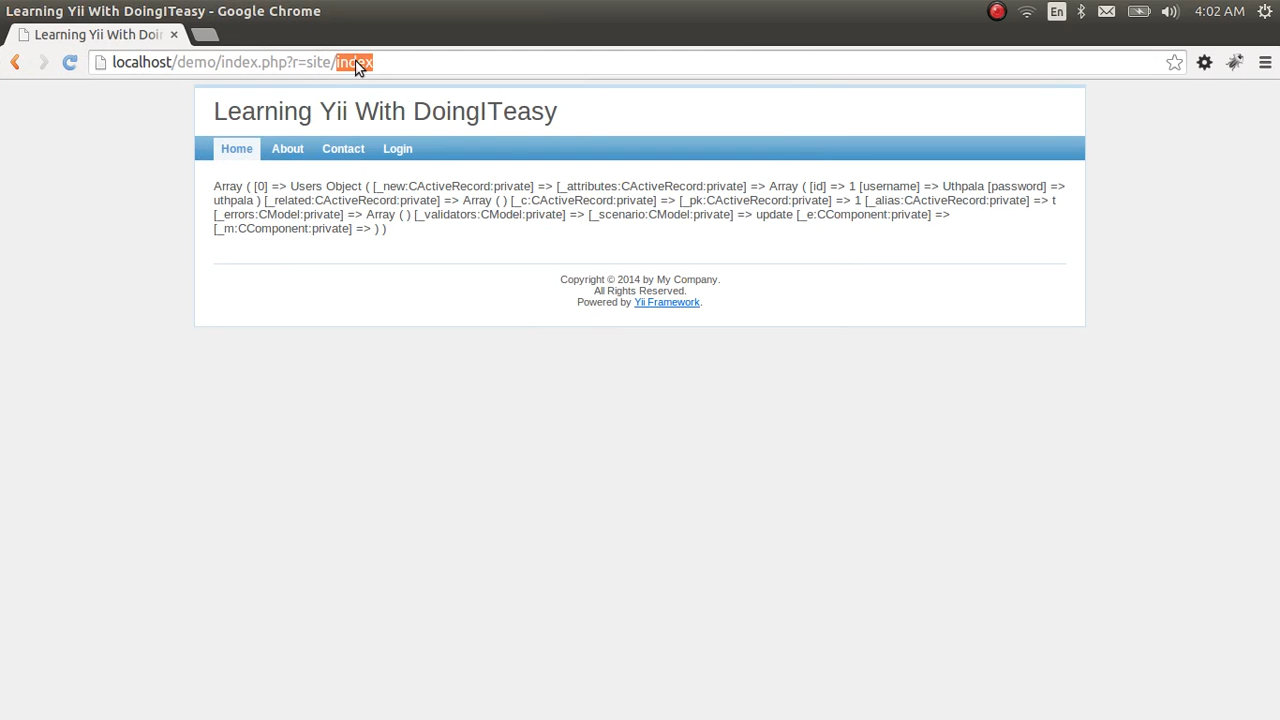 Learning Yii With DoingITeasy - Google Chrome
En
4:02 AM
Learning Yii With Doi
localhost/demo/index.php?r=site/index
Learning Yii With DoingITeasy
Home About Contact Login
Array ( [0] => Users Object ( [_new:CActiveRecord:private] => [_attributes:CActiveRecord:private] => Array ( [id] => 1 [username] => Uthpala [password] =>
uthpala ) [_related:CActiveRecord:private] => Array ( ) [_c:CActiveRecord:private] => [_pk:CActiveRecord:private] => 1 [_alias:CActiveRecord:private] => t
[_errors:CModel:private] => Array ( ) [_validators:CModel:private] => [_scenario:CModel:private] => update [_e:CComponent:private] =>
[_m:CComponent:private] => ) )
Copyright © 2014 by My Company.
All Rights Reserved.
Powered by Yii Framework.